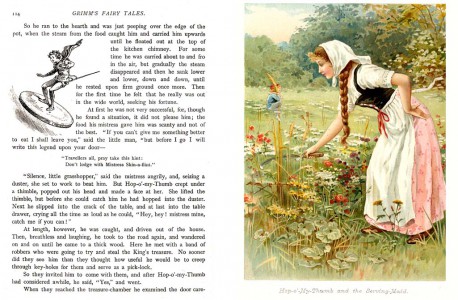 124
GRIMM'S FAIRY TALES.
So he ran to the hearth and was just peeping over the edge of the
pot, when the steam from the food caught him and carried him upwards
until he floated out at the top of
the kitchen chimney. For some
time he was carried about to and fro
in the air, but gradually the steam
disappeared and then he sank lower
and lower, down and down, until
he rested upon firm ground once more. Then
for the first time he felt that he really was out
in the wide world, seeking his fortune.
At first he was not very successful, for, though
he found a situation, it did not please him; the
food his mistress gave him was scanty and not of
the best. "If you can't give me something better
to eat I shall leave you," said the little man, "but before I go I will
write this legend upon your door—
"Travellers all, pray take this hint:
Don't lodge with Mistress Skin-a-flint."
"Silence, little grasshopper," said the mistress angrily, and, seizing a
duster, she set to work to beat him. But Hop-o'-my-Thumb crept under
a thimble, popped out his head and made a face at her. She lifted the
thimble, but before she could catch him he had hopped into the duster.
Next he slipped into the crack of the table, and at last into the table
drawer, crying all the time as loud as he could, "Hey, hey! mistress mine,
catch me if you can!"
At length, however, he was caught, and driven out of the house.
Then, breathless and laughing, he took to the road again, and wandered
on and on until he came to a thick wood. Here he met with a band of
robbers who were going to try and steal the King's treasure. No sooner
did they see him then they thought how useful he would be to creep
through key-holes for them and serve as a pick-lock.
So they invited him to come with them, and after Hop-o'-my-Thumb
had considered awhile, he said, "Yes," and went.
When they reached the treasure-chamber he examined the door care-
Hop-o'-My-Thumb and the Serving-Maid.